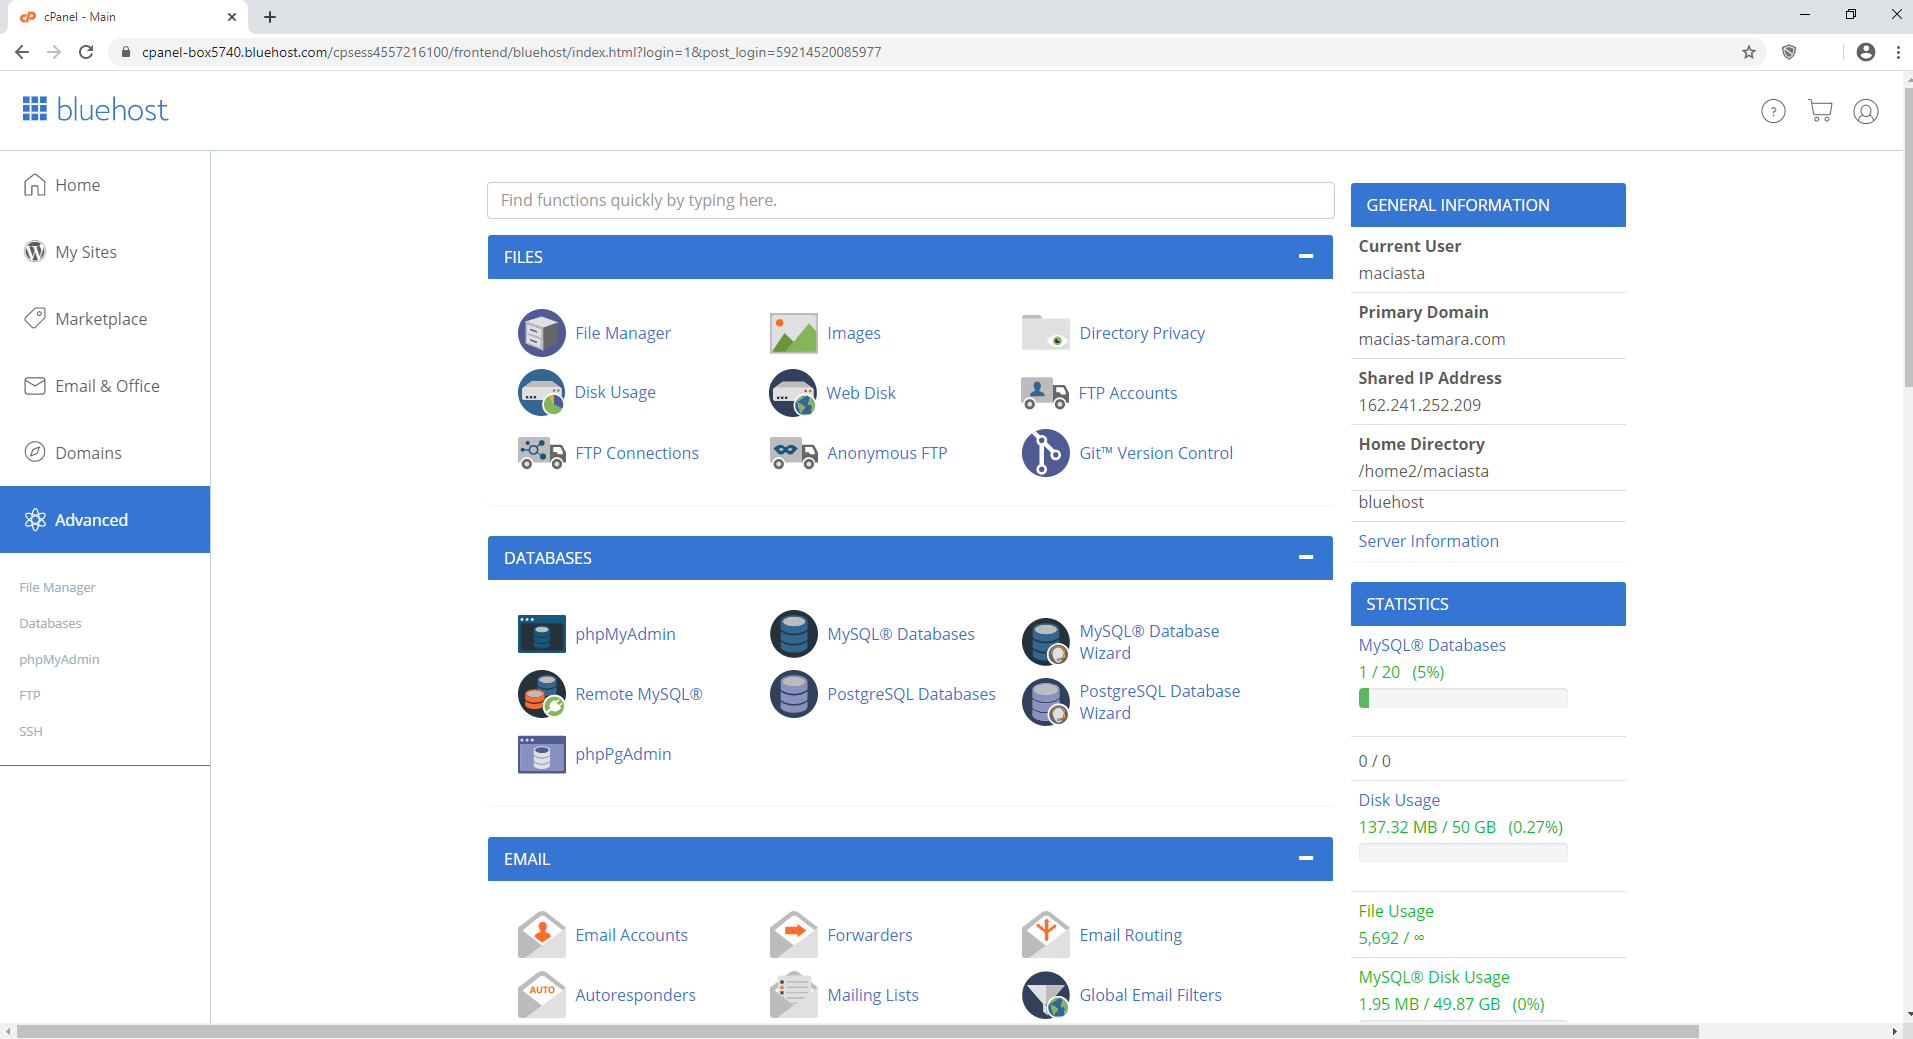 cPanel - Main
cpanel-box5740.bluehost.com/cpsess4557216100/frontend/bluehost/index.html?login=1&post_login=59214520085977
bluehost
?
Home
My Sites
Marketplace
Email & Office
Domains
Advanced
File Manager
Databases
phpMyAdmin
FTP
SSH
Find functions quickly by typing here.
FILES
File Manager
Images
Directory Privacy
Disk Usage
Web Disk
FTP Accounts
FTP Connections
Anonymous FTP
Git™ Version Control
DATABASES
phpMyAdmin
MySQL® Databases
MySQL® Database
Wizard
Remote MySQL®
PostgreSQL Databases
PostgreSQL Database
Wizard
phpPgAdmin
EMAIL
Email Accounts
Forwarders
Email Routing
AUTO
Autoresponders
Mailing Lists
Global Email Filters
GENERAL INFORMATION
Current User
maciasta
Primary Domain
macias-tamara.com
Shared IP Address
162.241.252.209
Home Directory
/home2/maciasta
bluehost
Server Information
STATISTICS
MySQL® Databases
1 / 20 (5%)
0 / 0
Disk Usage
137.32 MB / 50 GB (0.27%)
File Usage
5,692 / ∞
MySQL® Disk Usage
1.95 MB / 49.87 GB (0%)